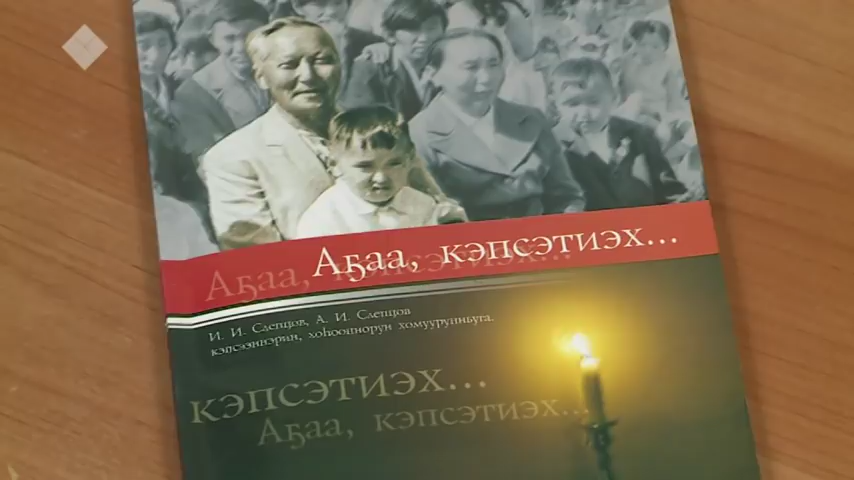 Аҕаа, кэпсэтиэх...
Аҕаа, кэпсэтиэх...
И. И. Слепцов, А. И. Слепцов
кэпсээннэрин, хоһооннорун хомуурунньуга.
кэпсэтиэх...
Аҕаа, кэпсэтиэх...